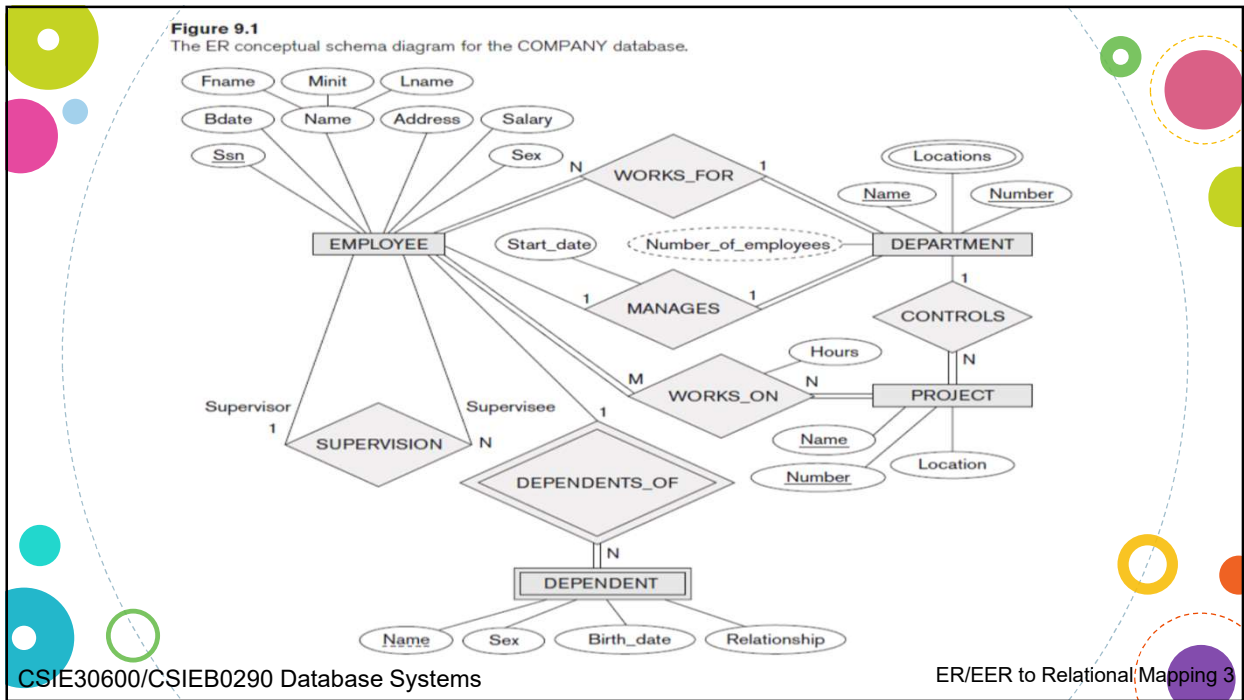 Figure 9.1
The ER conceptual schema diagram for the COMPANY database.
Fname Minit Lname
Bdate Name Address Salary
Ssn Sex
N WORKS_FOR 1
Locations
Name Number
EMPLOYEE Start_date Number_of_employees DEPARTMENT
1 MANAGES 1
1
CONTROLS
N
Hours
M WORKS_ON N
PROJECT
Name
Number
Location
Supervisor Supervisee
1 SUPERVISION N
1
DEPENDENTS_OF
N
DEPENDENT
Name Sex Birth_date Relationship
CSIE30600/CSIEB0290 Database Systems
ER/EER to Relational Mapping 3